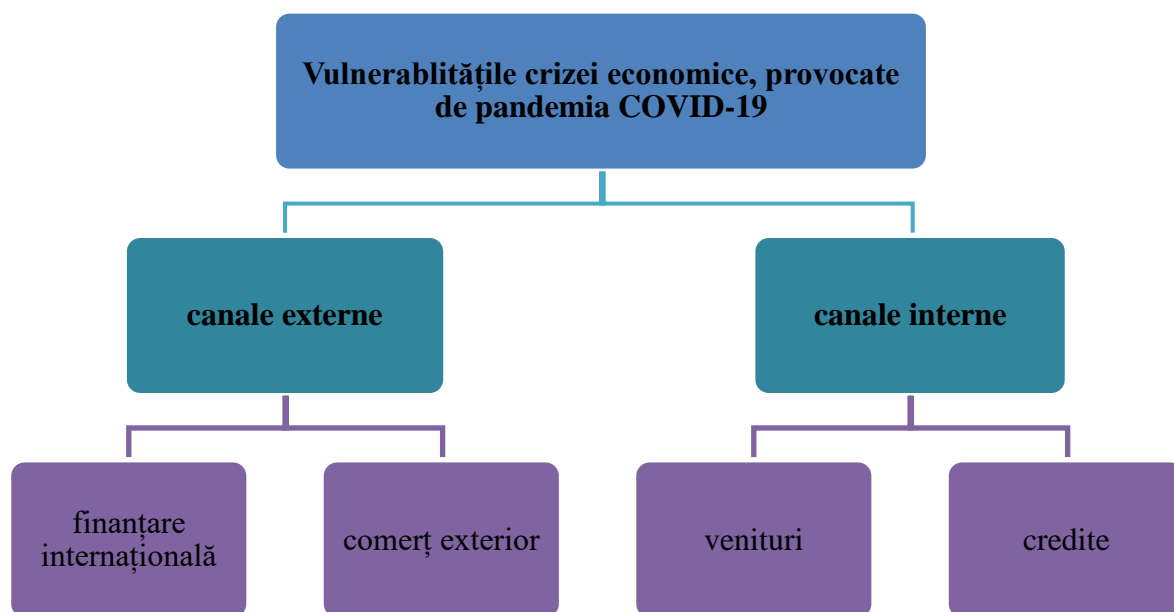 Vulnerablitățile crizei economice, provocate
de pandemia COVID-19
canale externe
canale interne
finanțare
internațională
comerț exterior
venituri
credite